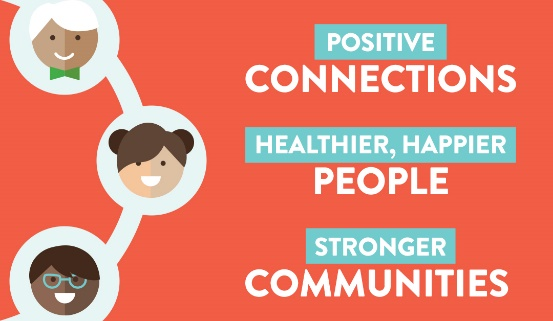 POSITIVE
CONNECTIONS
HEALTHIER, HAPPIER
PEOPLE
STRONGER
COMMUNITIES